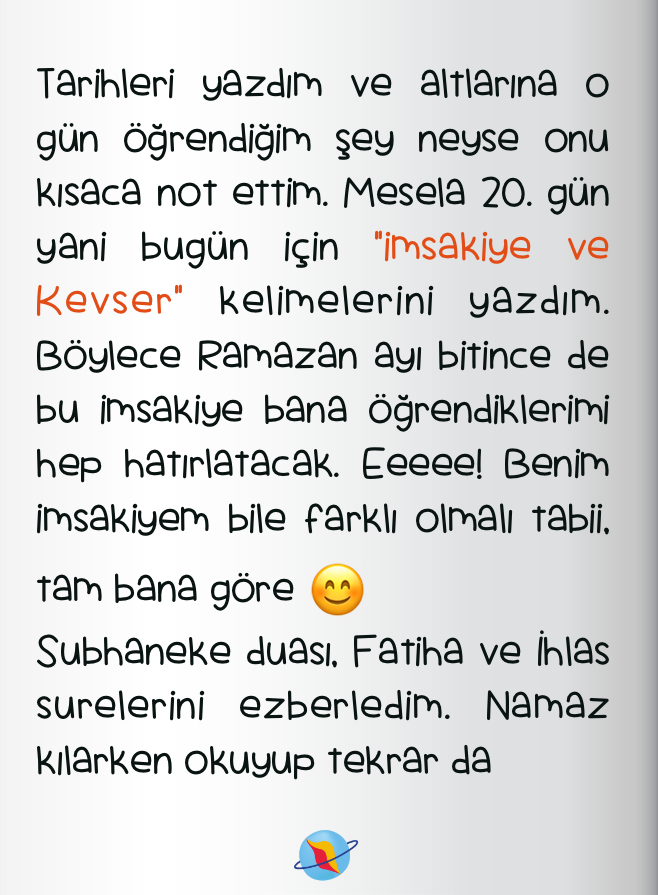 Tarihleri yazdım ve altlarına o
gün öğrendiğim şey neyse onu
kısaca not ettim. Mesela 20. gün
yani bugün için "imsakiye ve
Kevser" kelimelerini yazdım.
Böylece Ramazan ayı bitince de
bu imsakiye bana öğrendiklerimi
hep hatırlatacak. Eeeee! Benim
imsakiyem bile farklı olmalı tabii,
tam bana göre 😊
Subhaneke duası, Fatiha ve İhlas
surelerini ezberledim. Namaz
kılarken okuyup tekrar da